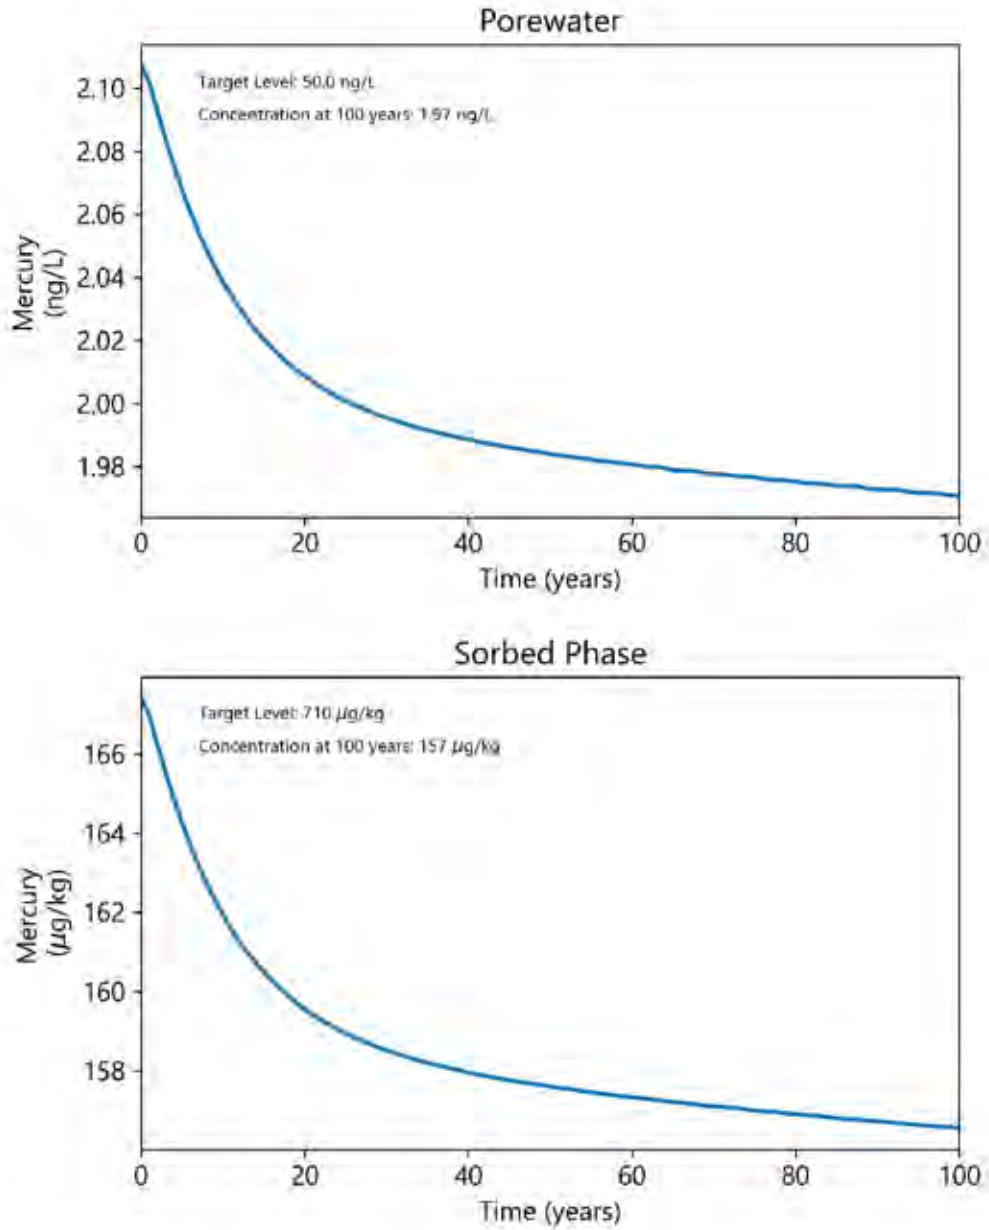 Porewater
Target Level: 50.0 ng/L
Concentration at 100 years: 1.97 ng/L
2.10
2.08
2.06
2.04
2.02
2.00
1.98
Mercury
(ng/L)
0 20 40 60 80 100
Time (years)
Sorbed Phase
Target Level: 710 µg/kg
Concentration at 100 years: 157 µg/kg
166
164
162
160
158
Mercury
(µg/kg)
0 20 40 60 80 100
Time (years)